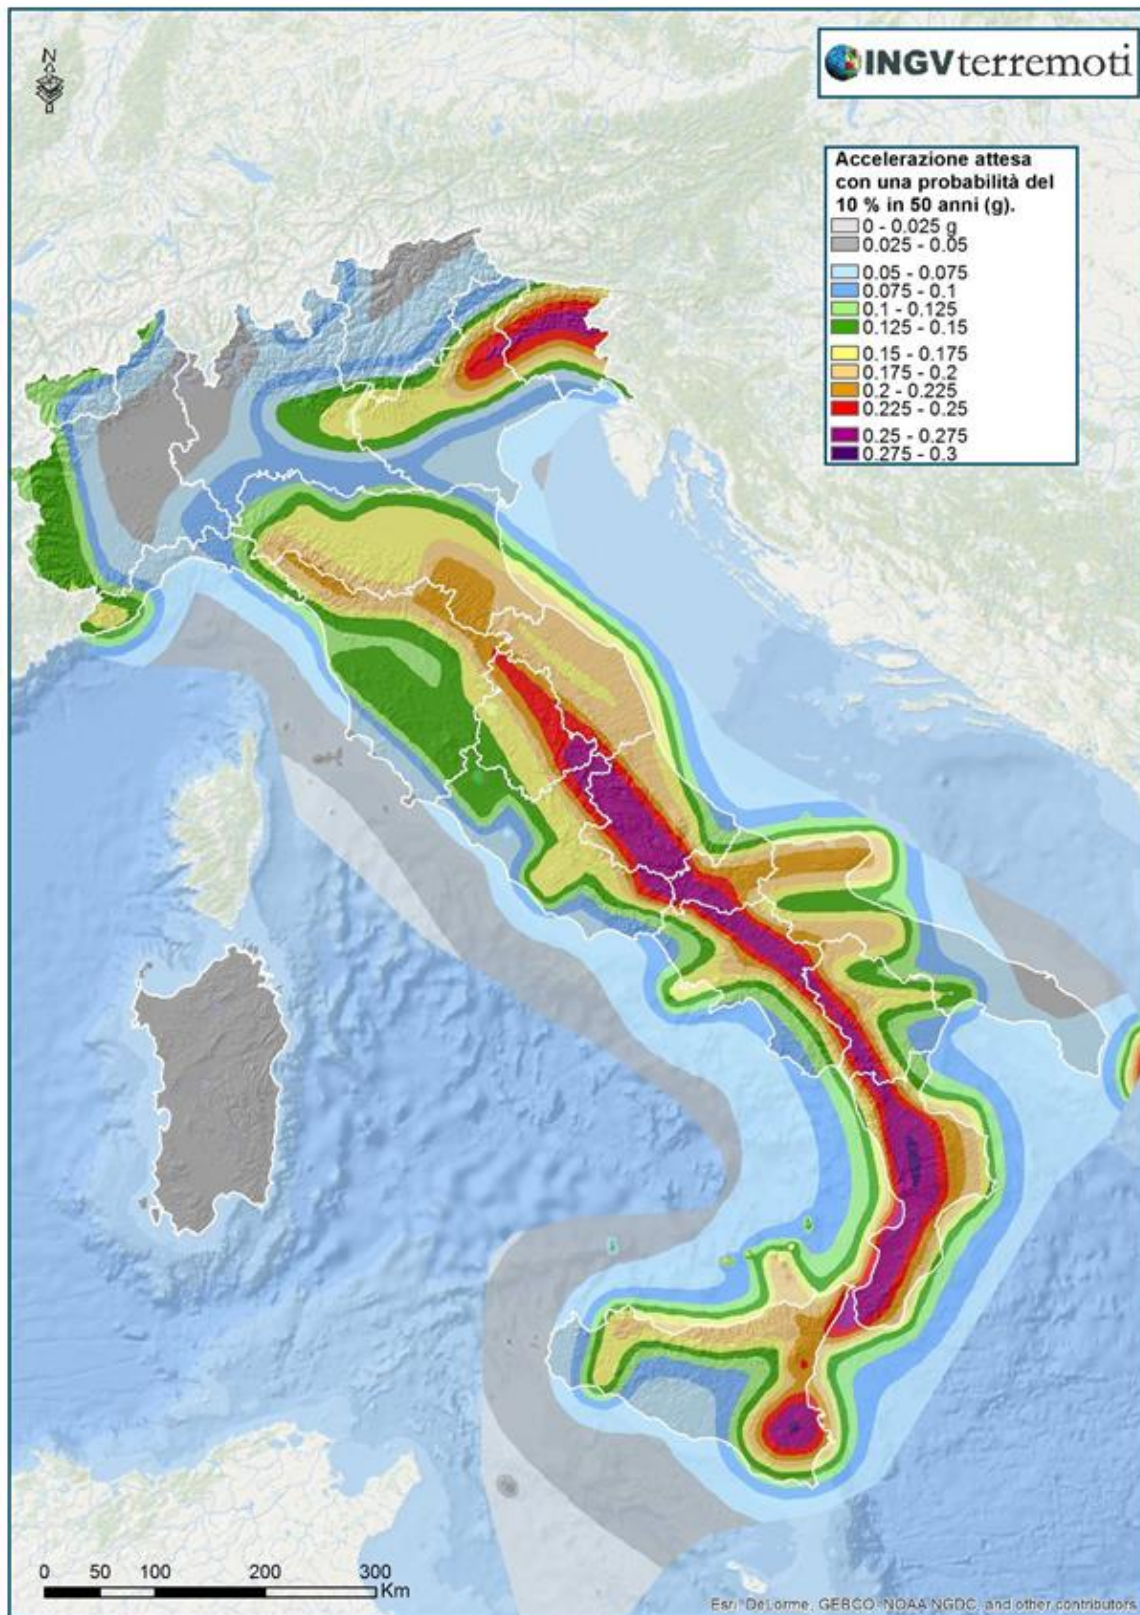 N
INGVterremoti
Accelerazione attesa
con una probabilità del
10 % in 50 anni (g).
0 - 0.025 g
0.025 - 0.05
0.05 - 0.075
0.075 - 0.1
0.1 - 0.125
0.125 - 0.15
0.15 - 0.175
0.175 - 0.2
0.2 - 0.225
0.225 - 0.25
0.25 - 0.275
0.275 - 0.3
0 50 100 200 300
Km
Esri, DeLorme, GEBCO, NOAA NGDC, and other contributors